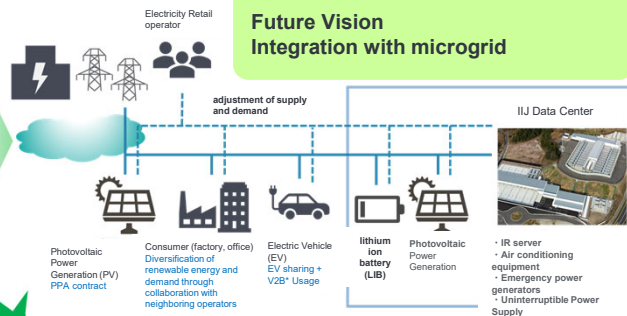 Electricity Retail
operator
Future Vision
Integration with microgrid
adjustment of supply
and demand
IIJ Data Center
Photovoltaic
Power
Generation (PV)
PPA contract
Consumer (factory, office)
Diversification of
renewable energy and
demand through
collaboration with
neighboring operators
Electric Vehicle
(EV)
EV sharing +
V2B* Usage
lithium
ion
battery
(LIB)
Photovoltaic
Power
Generation
・IR server
・Air conditioning
equipment
・Emergency power
generators
・Uninterruptible Power
Supply